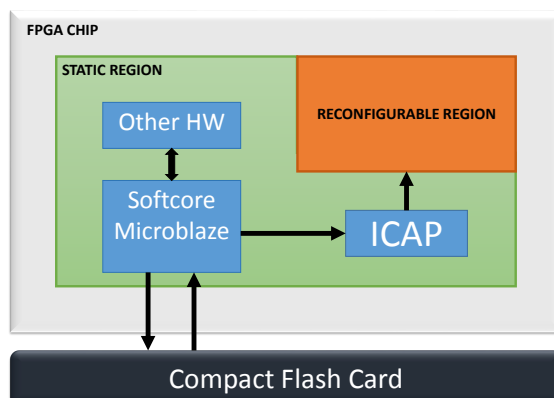 FPGA CHIP
STATIC REGION
RECONFIGURABLE REGION
Other HW
Softcore
Microblaze
ICAP
Compact Flash Card